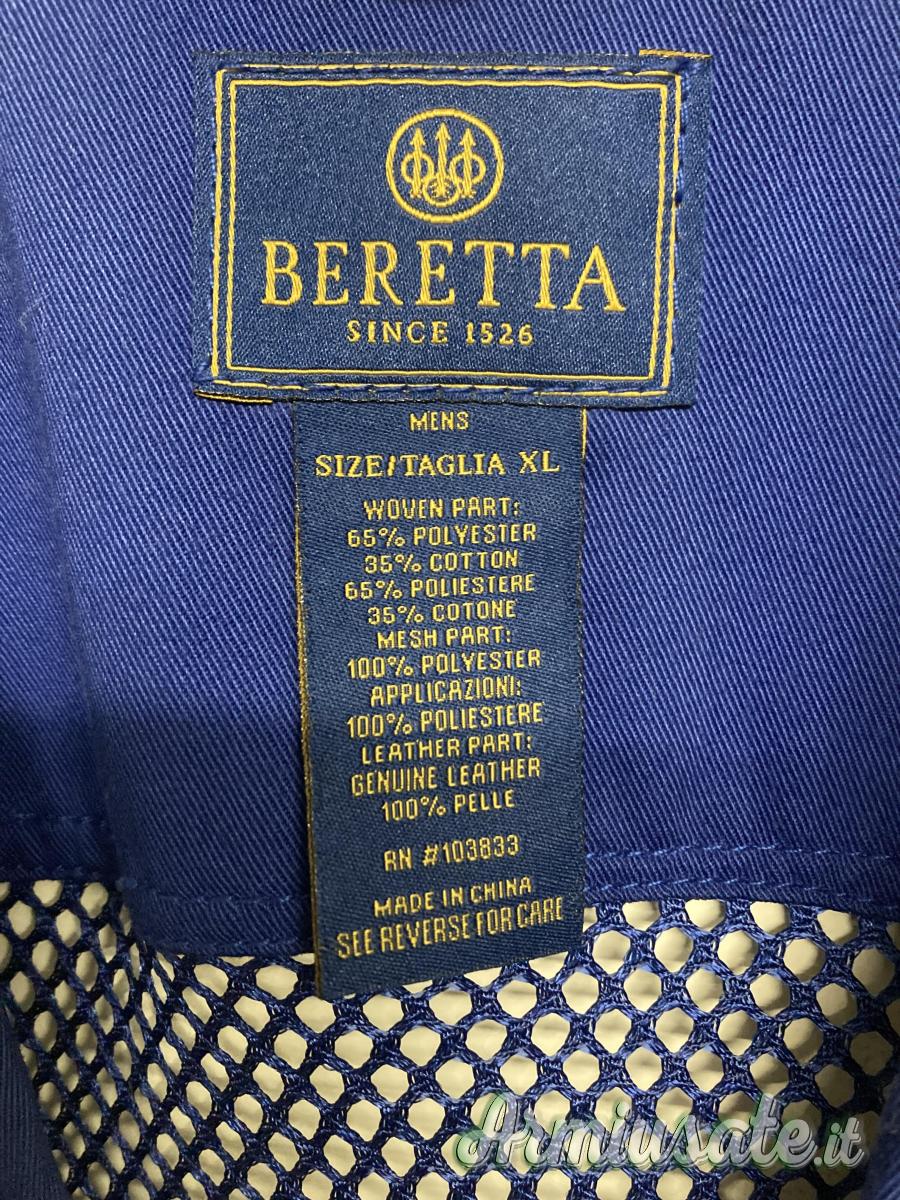 BERETTA
SINCE 1526
MENS
SIZE/TAGLIA XL
WOVEN PART:
65% POLYESTER
35% COTTON
65% POLIESTERE
35% COTONE
MESH PART:
100% POLYESTER
APPLICAZIONI:
100% POLIESTERE
LEATHER PART:
GENUINE LEATHER
100% PELLE
RN #103833
MADE IN CHINA
SEE REVERSE FOR CARE
Armiusate.it